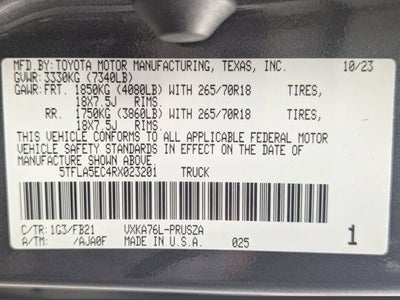 MFD.BY: TOYOTA MOTOR MANUFACTURING, TEXAS, INC. 10/23
GVWR: 3330KG (7340LB)
GAWR: FRT. 1850KG (4080LB) WITH 265/70R18 TIRES,
18X7.5J RIMS.
RR. 1750KG (3860LB) WITH 265/70R18 TIRES,
18X7.5J RIMS.
THIS VEHICLE CONFORMS TO ALL APPLICABLE FEDERAL MOTOR
VEHICLE SAFETY STANDARDS IN EFFECT ON THE DATE OF
MANUFACTURE SHOWN ABOVE.
5TFLA5EC4RX023201 TRUCK
C/TR: 1G3/FB21 VXKA76L-PRUSZA
A/TM: /AJA0F MADE IN U.S.A. 025 1